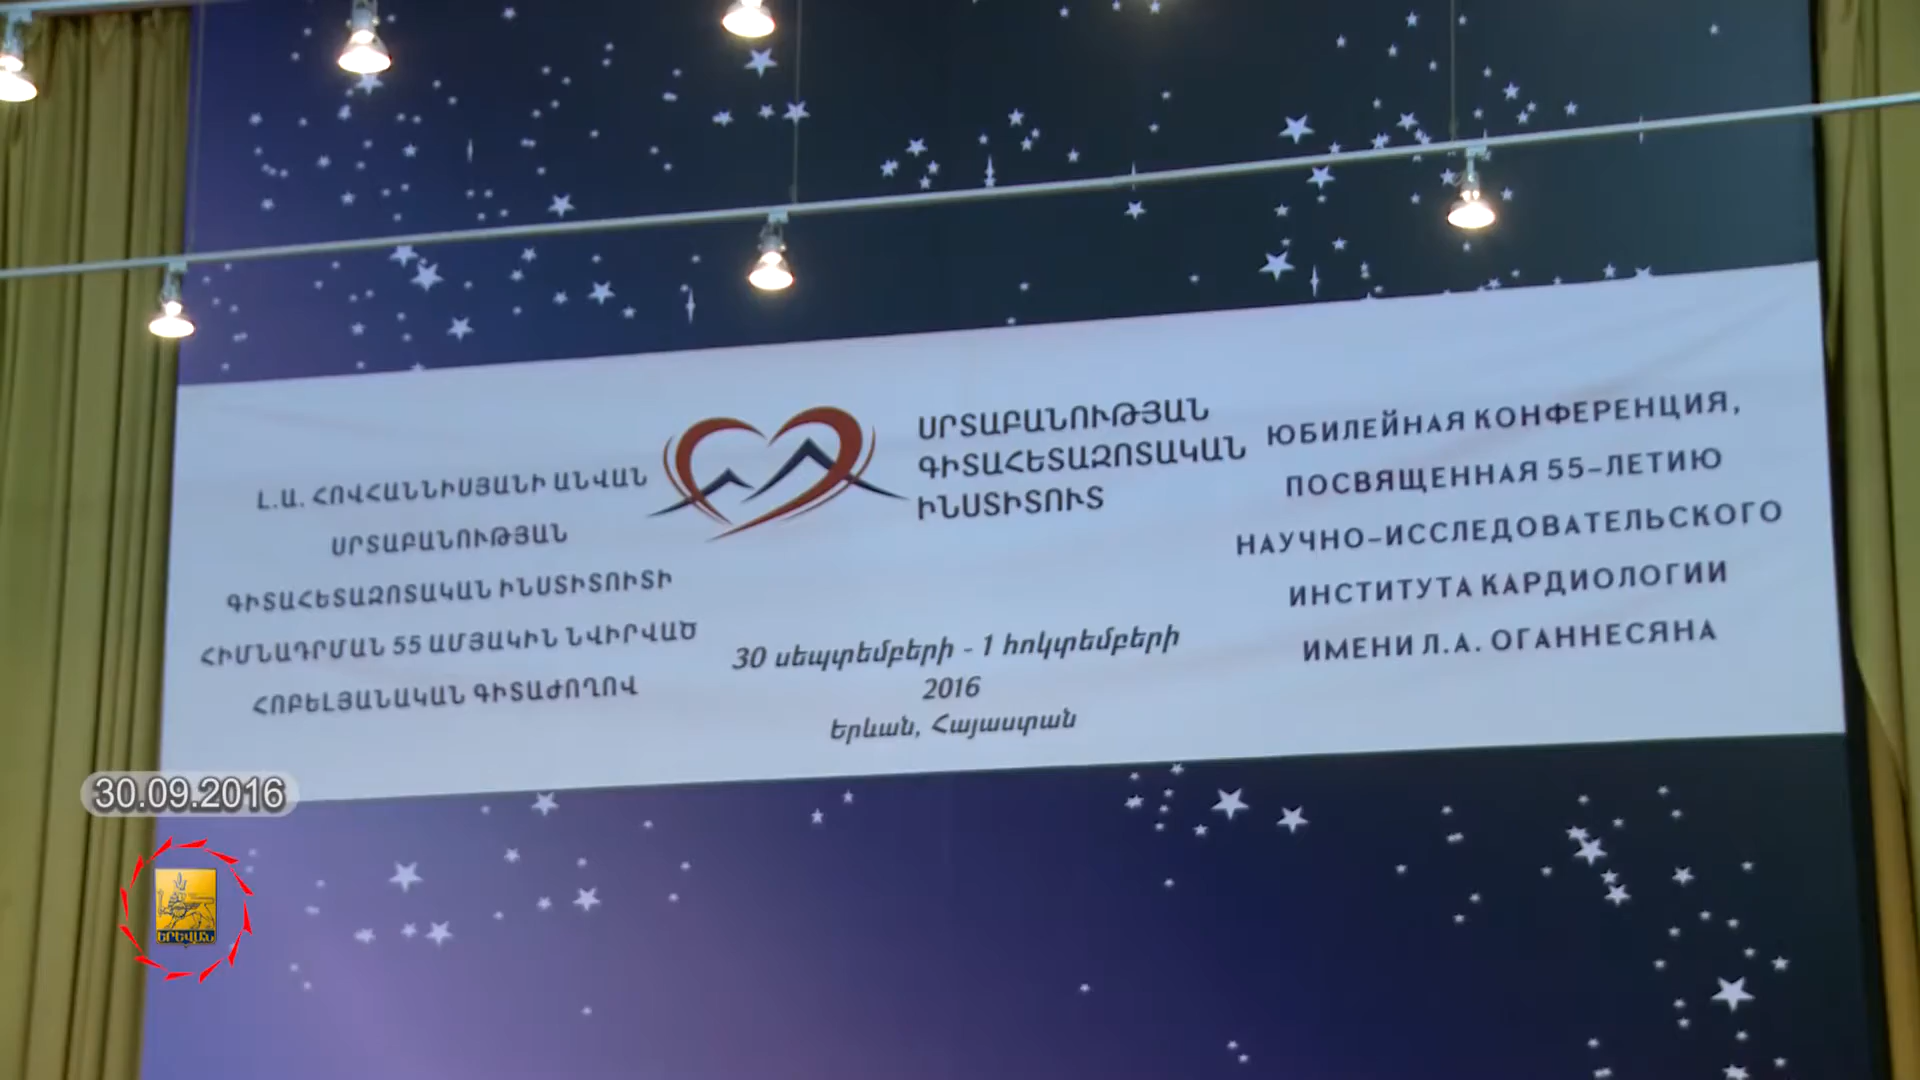 Լ.Ա. ՀՈՎՀԱՆՆԻՍՅԱՆԻ ԱՆՎԱՆ
ՍՐՏԱԲԱՆՈՒԹՅԱՆ
ԳԻՏԱՀԵՏԱԶՈՏԱԿԱՆ ԻՆՍՏԻՏՈՒՏԻ
ՀԻՄՆԱԴՐՄԱՆ 55 ԱՄՅԱԿԻՆ ՆՎԻՐՎԱԾ
ՀՈԲԵԼՅԱՆԱԿԱՆ ԳԻՏԱԺՈՂՈՎ
ՍՐՏԱԲԱՆՈՒԹՅԱՆ
ԳԻՏԱՀԵՏԱԶՈՏԱԿԱՆ
ԻՆՍՏԻՏՈՒՏ
30 սեպտեմբերի - 1 հոկտեմբերի
2016
Երևան, Հայաստան
ЮБИЛЕЙНАЯ КОНФЕРЕНЦИЯ,
ПОСВЯЩЕННАЯ 55-ЛЕТИЮ
НАУЧНО-ИССЛЕДОВАТЕЛЬСКОГО
ИНСТИТУТА КАРДИОЛОГИИ
ИМЕНИ Л.А. ОГАННЕСЯНА
30.09.2016
ԵՐԵՎԱՆ